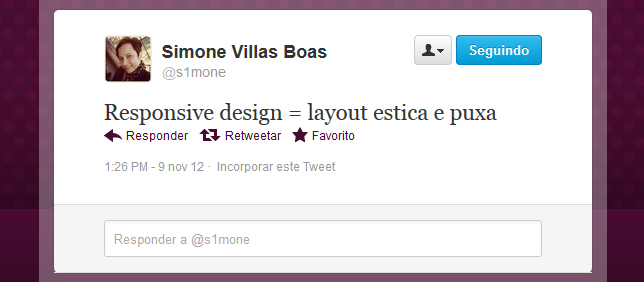 Simone Villas Boas
@s1mone
Seguindo
Responsive design = layout estica e puxa
Responder Retweetar Favorito
1:26 PM - 9 nov 12 · Incorporar este Tweet
Responder a @s1mone